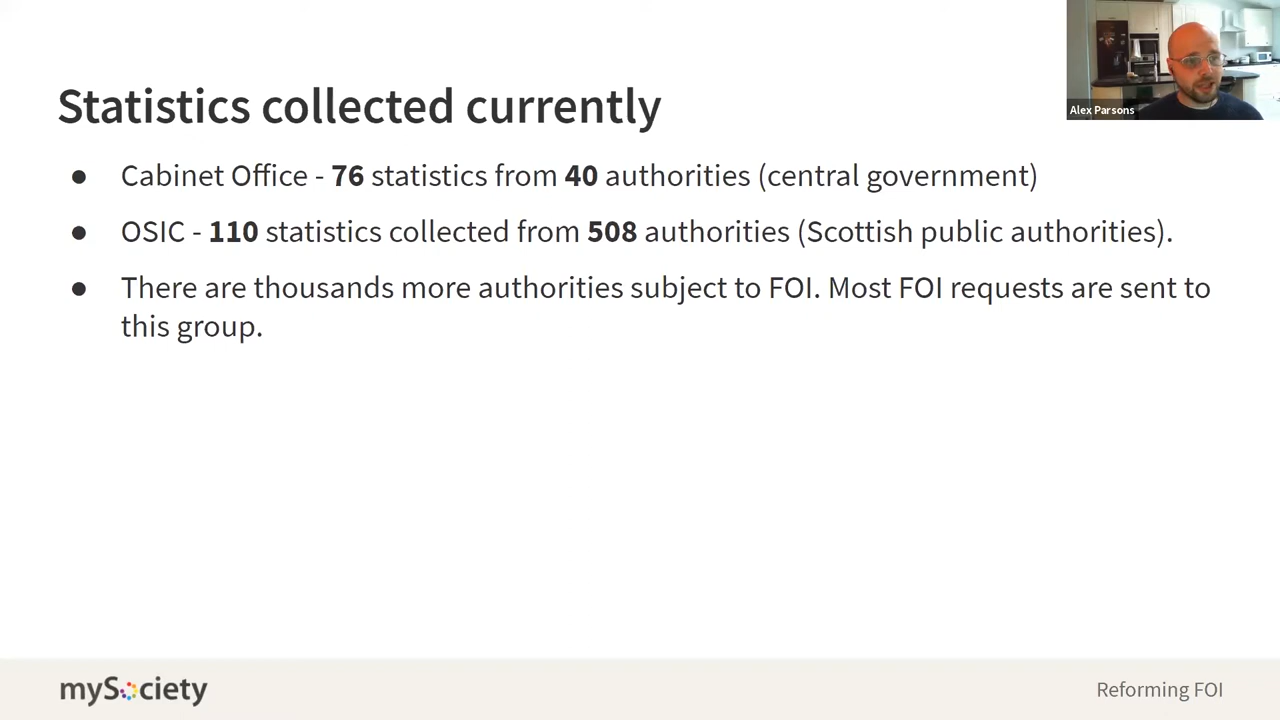 Statistics collected currently
Alex Parsons
● Cabinet Office - 76 statistics from 40 authorities (central government)
● OSIC - 110 statistics collected from 508 authorities (Scottish public authorities).
● There are thousands more authorities subject to FOI. Most FOI requests are sent to
this group.
mySociety
Reforming FOI